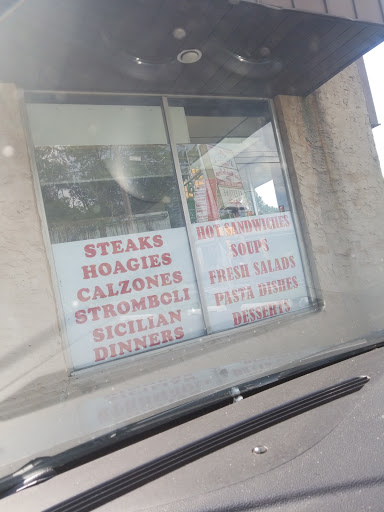 STEAKS
HOAGIES
CALZONES
STROMBOLI
SICILIAN
DINNERS
HOT SANDWICHES
SOUPS
FRESH SALADS
PASTA DISHES
DESSERTS